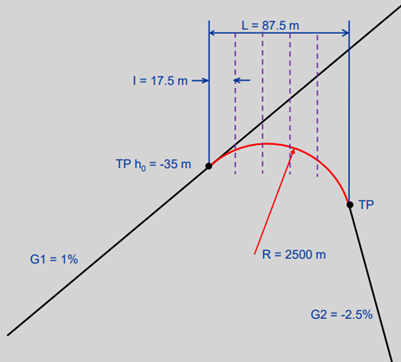 L = 87.5 m
I = 17.5 m
TP h₀ = -35 m
TP
G1 = 1%
R = 2500 m
G2 = -2.5%